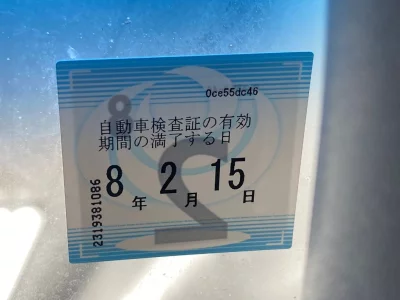 0ce55dc46
自動車検査証の有効
期間の満了する日
8年2月15日
2319381086